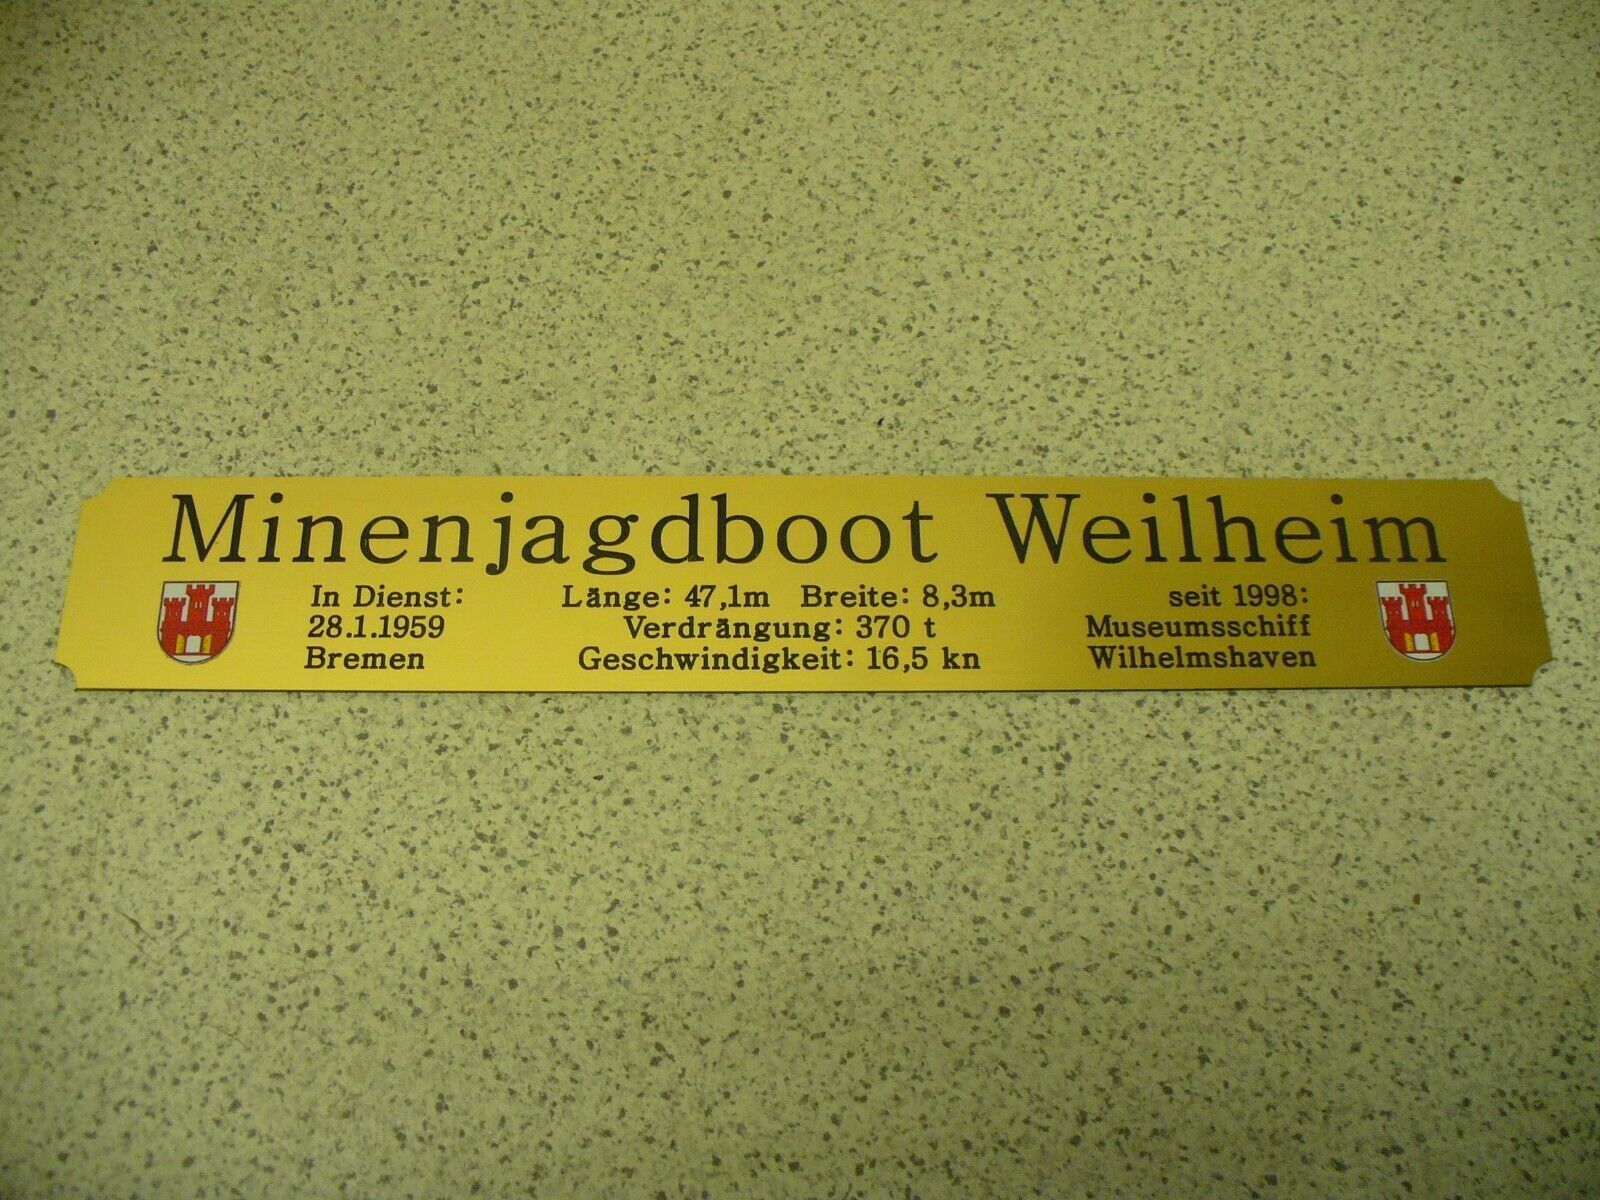 Minenjagdboot Weilheim
In Dienst:
28.1.1959
Bremen
Länge: 47,1m Breite: 8,3m
Verdrängung: 370 t
Geschwindigkeit: 16,5 kn
seit 1998:
Museumsschiff
Wilhelmshaven